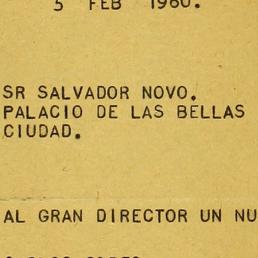 5 FEB 1960.
SR SALVADOR NOVO.
PALACIO DE LAS BELLAS
CIUDAD.
AL GRAN DIRECTOR UN NU